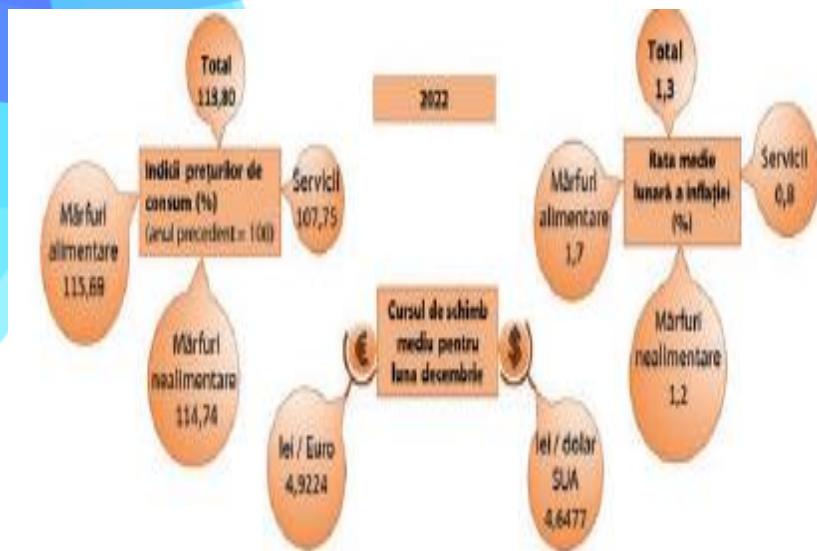 Total
113,80
Indicii prețurilor de
consum (%)
(anul precedent = 100)
Servicii
107,75
Mărfuri
alimentare
115,69
Mărfuri
nealimentare
114,74
2022
Total
1,3
Rata medie
lunară a inflației
(%)
Servicii
0,8
Mărfuri
alimentare
1,7
Mărfuri
nealimentare
1,2
Cursul de schimb
mediu pentru
luna decembrie
€
$
lei / Euro
4,9224
lei / dolar
SUA
4,6477